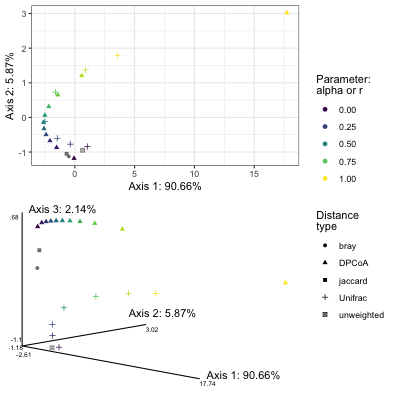 3
2
1
0
-1
0
5
10
15
Axis 2: 5.87%
Axis 1: 90.66%
Parameter:
alpha or r
0.00
0.25
0.50
0.75
1.00
Distance
type
bray
DPCoA
jaccard
Unifrac
unweighted
Axis 3: 2.14%
.68
Axis 2: 5.87%
3.02
-1.1
-1.18
-2.61
Axis 1: 90.66%
17.74